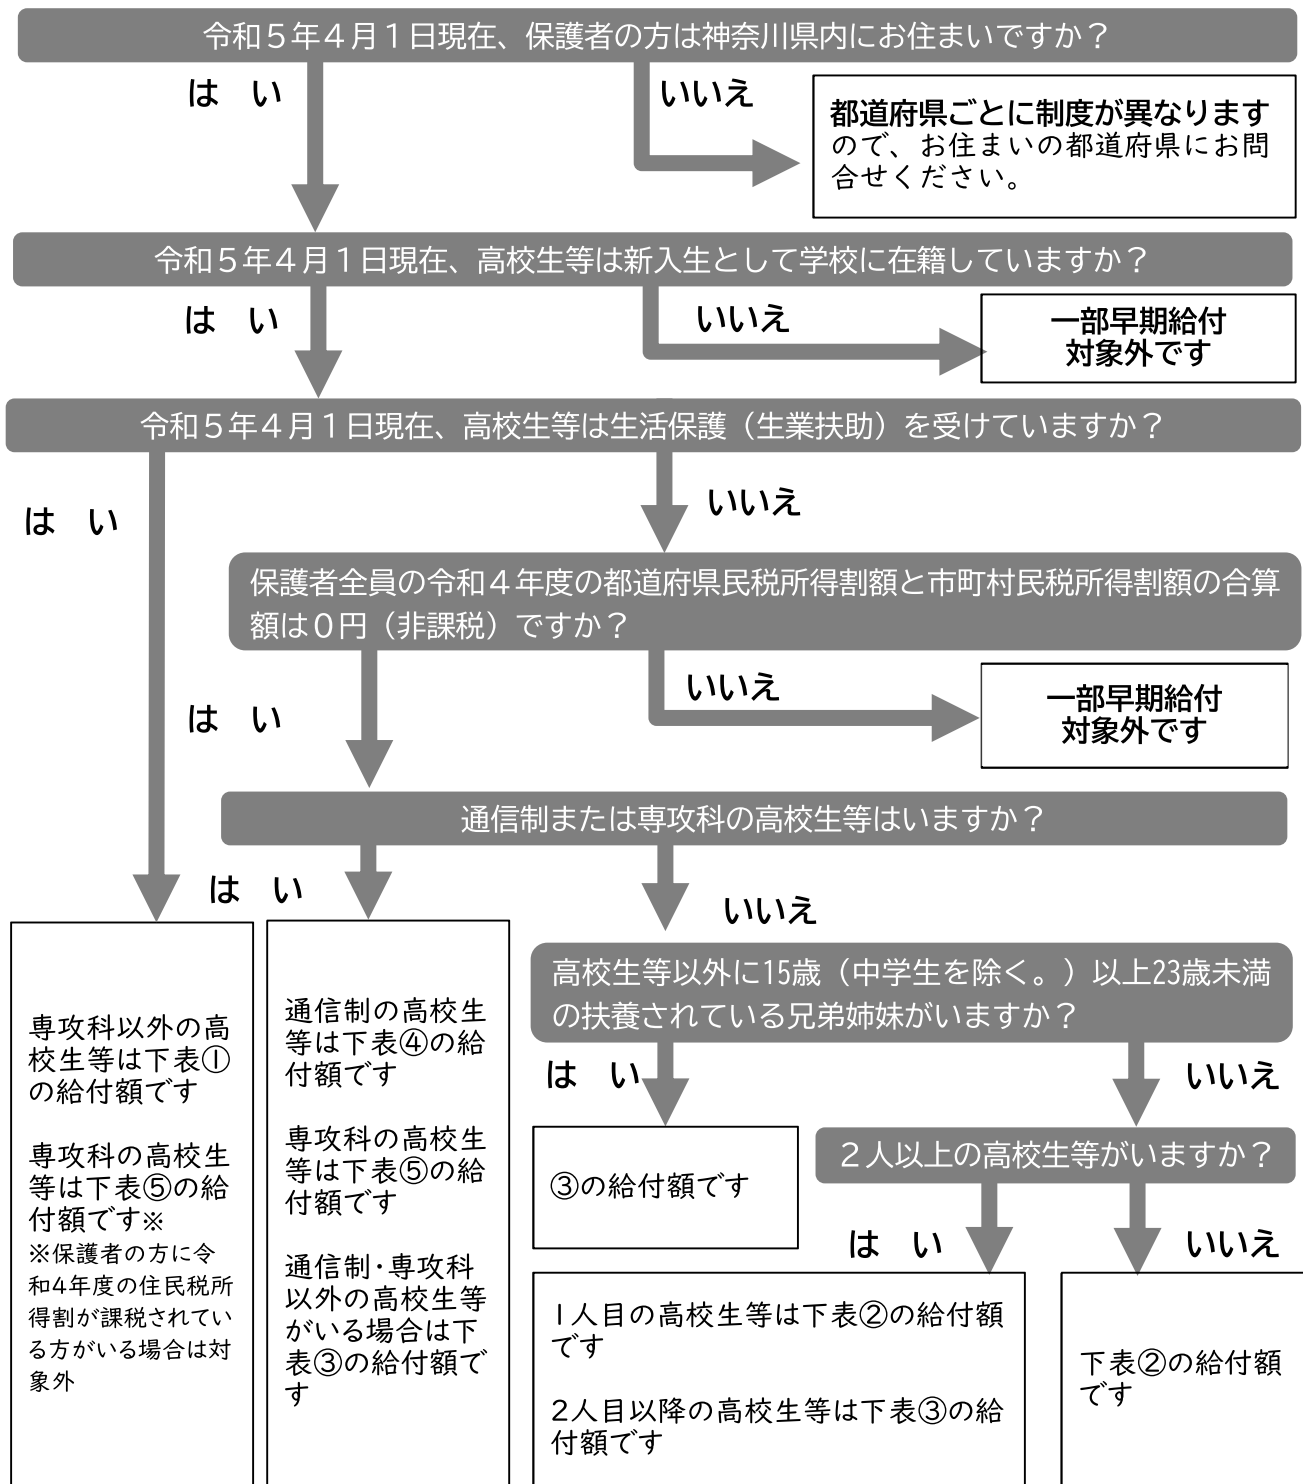 令和５年４月１日現在、保護者の方は神奈川県内にお住まいですか？
は　い
いいえ
都道府県ごとに制度が異なります
ので、お住まいの都道府県にお問
合せください。
令和５年４月１日現在、高校生等は新入生として学校に在籍していますか？
は　い
いいえ
一部早期給付
対象外です
令和５年４月１日現在、高校生等は生活保護（生業扶助）を受けていますか？
は　い
いいえ
保護者全員の令和４年度の都道府県民税所得割額と市町村民税所得割額の合算
額は０円（非課税）ですか？
は　い
いいえ
一部早期給付
対象外です
通信制または専攻科の高校生等はいますか？
は　い
いいえ
専攻科以外の高
校生等は下表①
の給付額です
専攻科の高校生
等は下表⑤の給
付額です※
※保護者の方に令
和4年度の住民税所
得割が課税されてい
る方がいる場合は対
象外
通信制の高校生
等は下表④の給
付額です
専攻科の高校生
等は下表⑤の給
付額です
通信制･専攻科
以外の高校生等
がいる場合は下
表③の給付額で
す
高校生等以外に15歳（中学生を除く。）以上23歳未満
の扶養されている兄弟姉妹がいますか？
は　い
いいえ
③の給付額です
２人以上の高校生等がいますか？
は　い
いいえ
1人目の高校生等は下表②の給付額
です
2人目以降の高校生等は下表③の給
付額です
下表②の給付額
です